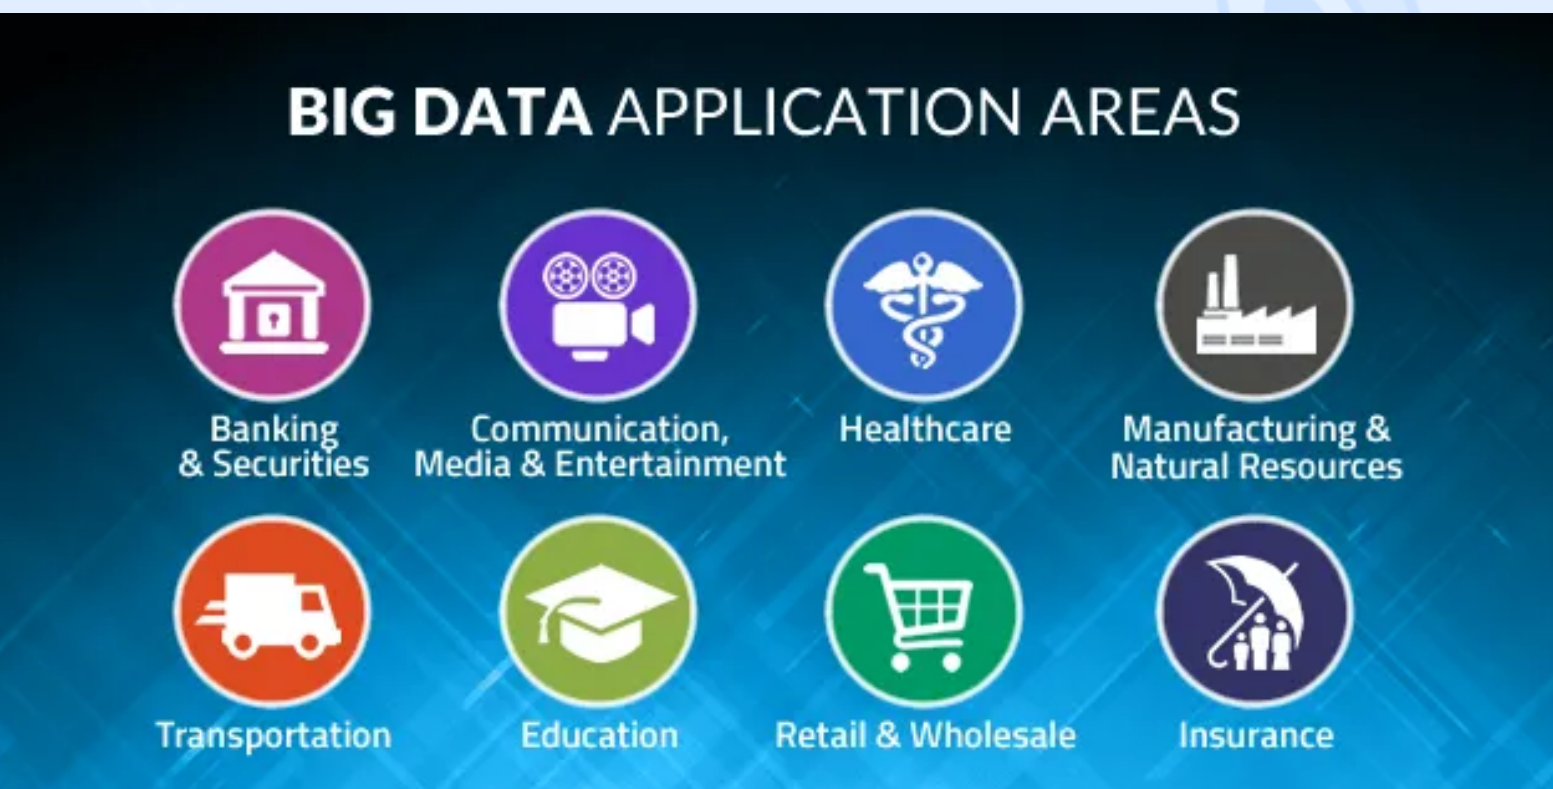 BIG DATA APPLICATION AREAS
Banking
& Securities
Communication,
Media & Entertainment
Healthcare
Manufacturing &
Natural Resources
Transportation
Education
Retail & Wholesale
Insurance